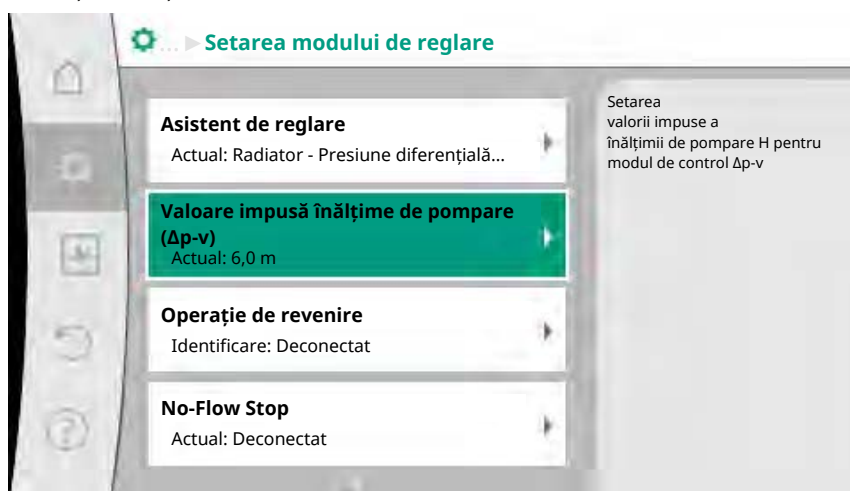 ... ▶ Setarea modului de reglare
Asistent de reglare
Actual: Radiator - Presiune diferențială...
Valoare impusă înălțime de pompare
(Δp-v)
Actual: 6,0 m
Operație de revenire
Identificare: Deconectat
No-Flow Stop
Actual: Deconectat
Setarea
valorii impuse a
înălțimii de pompare H pentru
modul de control Δp-v
?